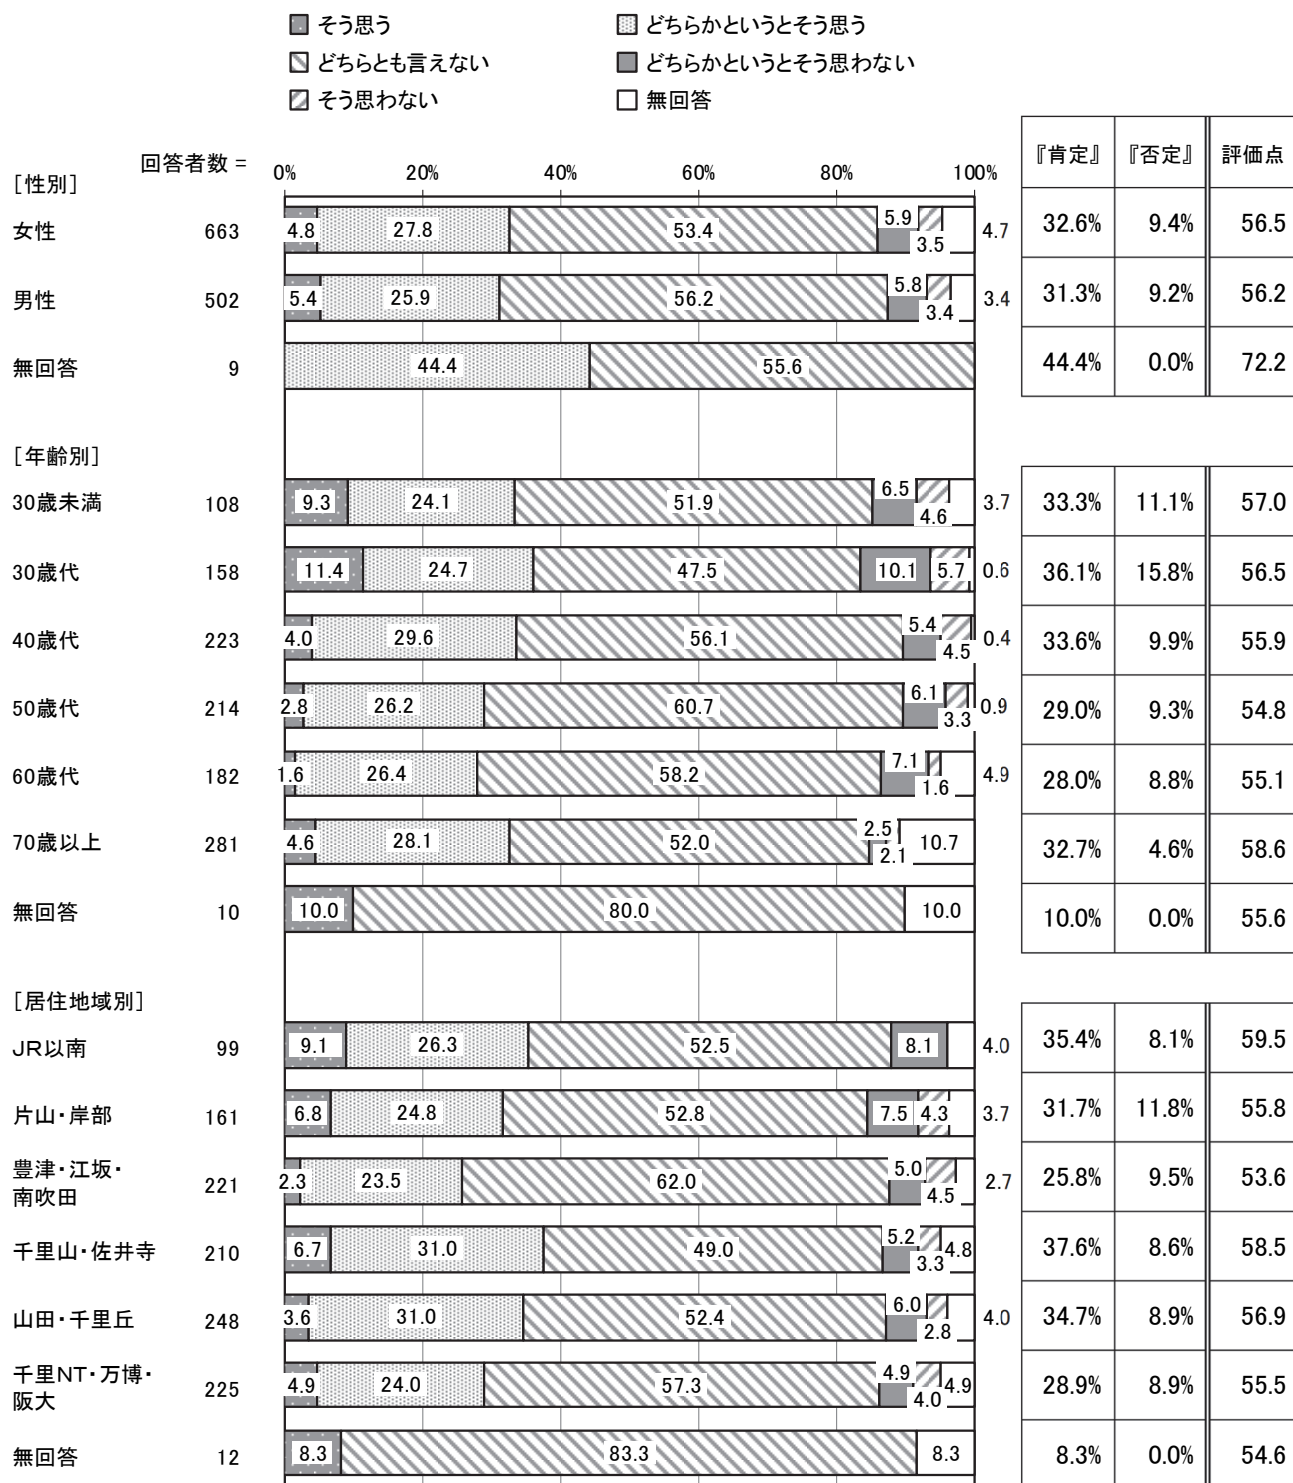 そう思う どちらかというとそう思う
どちらとも言えない どちらかというとそう思わない
そう思わない 無回答
『肯定』 『否定』 評価点
回答者数 = 0% 20% 40% 60% 80% 100%
［性別］
女性 663 4.8 27.8 53.4 5.9 3.5 4.7 32.6% 9.4% 56.5
男性 502 5.4 25.9 56.2 5.8 3.4 3.4 31.3% 9.2% 56.2
無回答 9 44.4 55.6 44.4% 0.0% 72.2
［年齢別］
30歳未満 108 9.3 24.1 51.9 6.5 4.6 3.7 33.3% 11.1% 57.0
30歳代 158 11.4 24.7 47.5 10.1 5.7 0.6 36.1% 15.8% 56.5
40歳代 223 4.0 29.6 56.1 5.4 4.5 0.4 33.6% 9.9% 55.9
50歳代 214 2.8 26.2 60.7 6.1 3.3 0.9 29.0% 9.3% 54.8
60歳代 182 1.6 26.4 58.2 7.1 1.6 4.9 28.0% 8.8% 55.1
70歳以上 281 4.6 28.1 52.0 2.5 2.1 10.7 32.7% 4.6% 58.6
無回答 10 10.0 80.0 10.0 10.0% 0.0% 55.6
［居住地域別］
JR以南 99 9.1 26.3 52.5 8.1 4.0 35.4% 8.1% 59.5
片山・岸部 161 6.8 24.8 52.8 7.5 4.3 3.7 31.7% 11.8% 55.8
豊津・江坂・
南吹田 221 2.3 23.5 62.0 5.0 4.5 2.7 25.8% 9.5% 53.6
千里山・佐井寺 210 6.7 31.0 49.0 5.2 3.3 4.8 37.6% 8.6% 58.5
山田・千里丘 248 3.6 31.0 52.4 6.0 2.8 4.0 34.7% 8.9% 56.9
千里NT・万博・
阪大 225 4.9 24.0 57.3 4.9 4.0 4.9 28.9% 8.9% 55.5
無回答 12 8.3 83.3 8.3 8.3% 0.0% 54.6